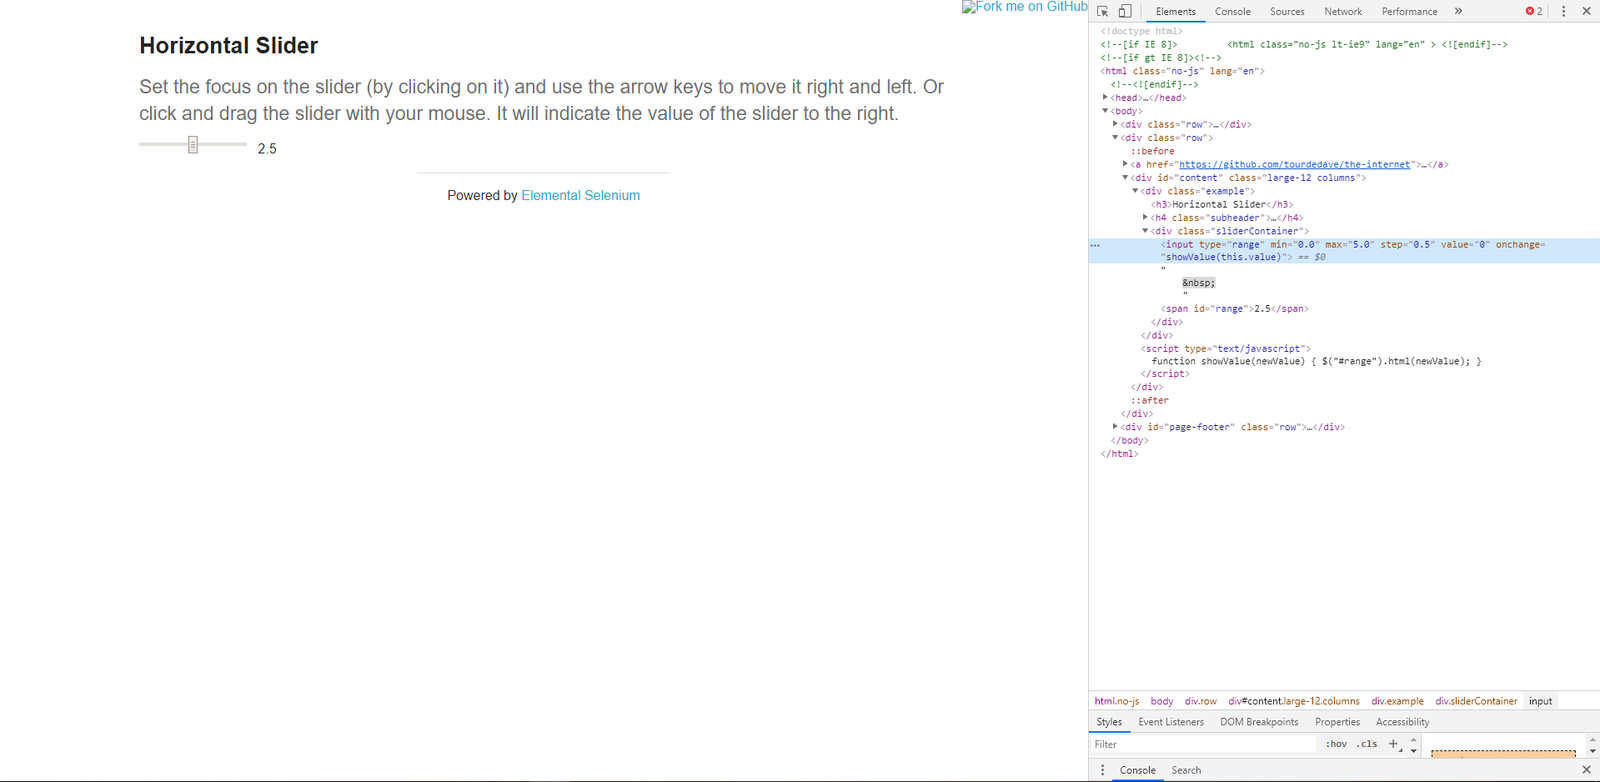 Fork me on GitHub
Horizontal Slider
Set the focus on the slider (by clicking on it) and use the arrow keys to move it right and left. Or
click and drag the slider with your mouse. It will indicate the value of the slider to the right.
2.5
Powered by Elemental Selenium
Elements Console Sources Network Performance » 2
<!doctype html>
<!--[if IE 8]> <html class="no-js lt-ie9" lang="en" > <![endif]-->
<!--[if gt IE 8]><!-->
<html class="no-js" lang="en">
<!--<![endif]-->
<head>…</head>
<body>
<div class="row">…</div>
<div class="row">
::before
<a href="https://github.com/tourdedave/the-internet">…</a>
<div id="content" class="large-12 columns">
<div class="example">
<h3>Horizontal Slider</h3>
<h4 class="subheader">…</h4>
<div class="sliderContainer">
… <input type="range" min="0.0" max="5.0" step="0.5" value="0" onchange=
"showValue(this.value)"> == $0
"
&nbsp;
"
<span id="range">2.5</span>
</div>
</div>
<script type="text/javascript">
function showValue(newValue) { $("#range").html(newValue); }
</script>
</div>
::after
</div>
<div id="page-footer" class="row">…</div>
</body>
</html>
html.no-js body div.row div#content.large-12.columns div.example div.sliderContainer input
Styles Event Listeners DOM Breakpoints Properties Accessibility
Filter :hov .cls +
Console Search